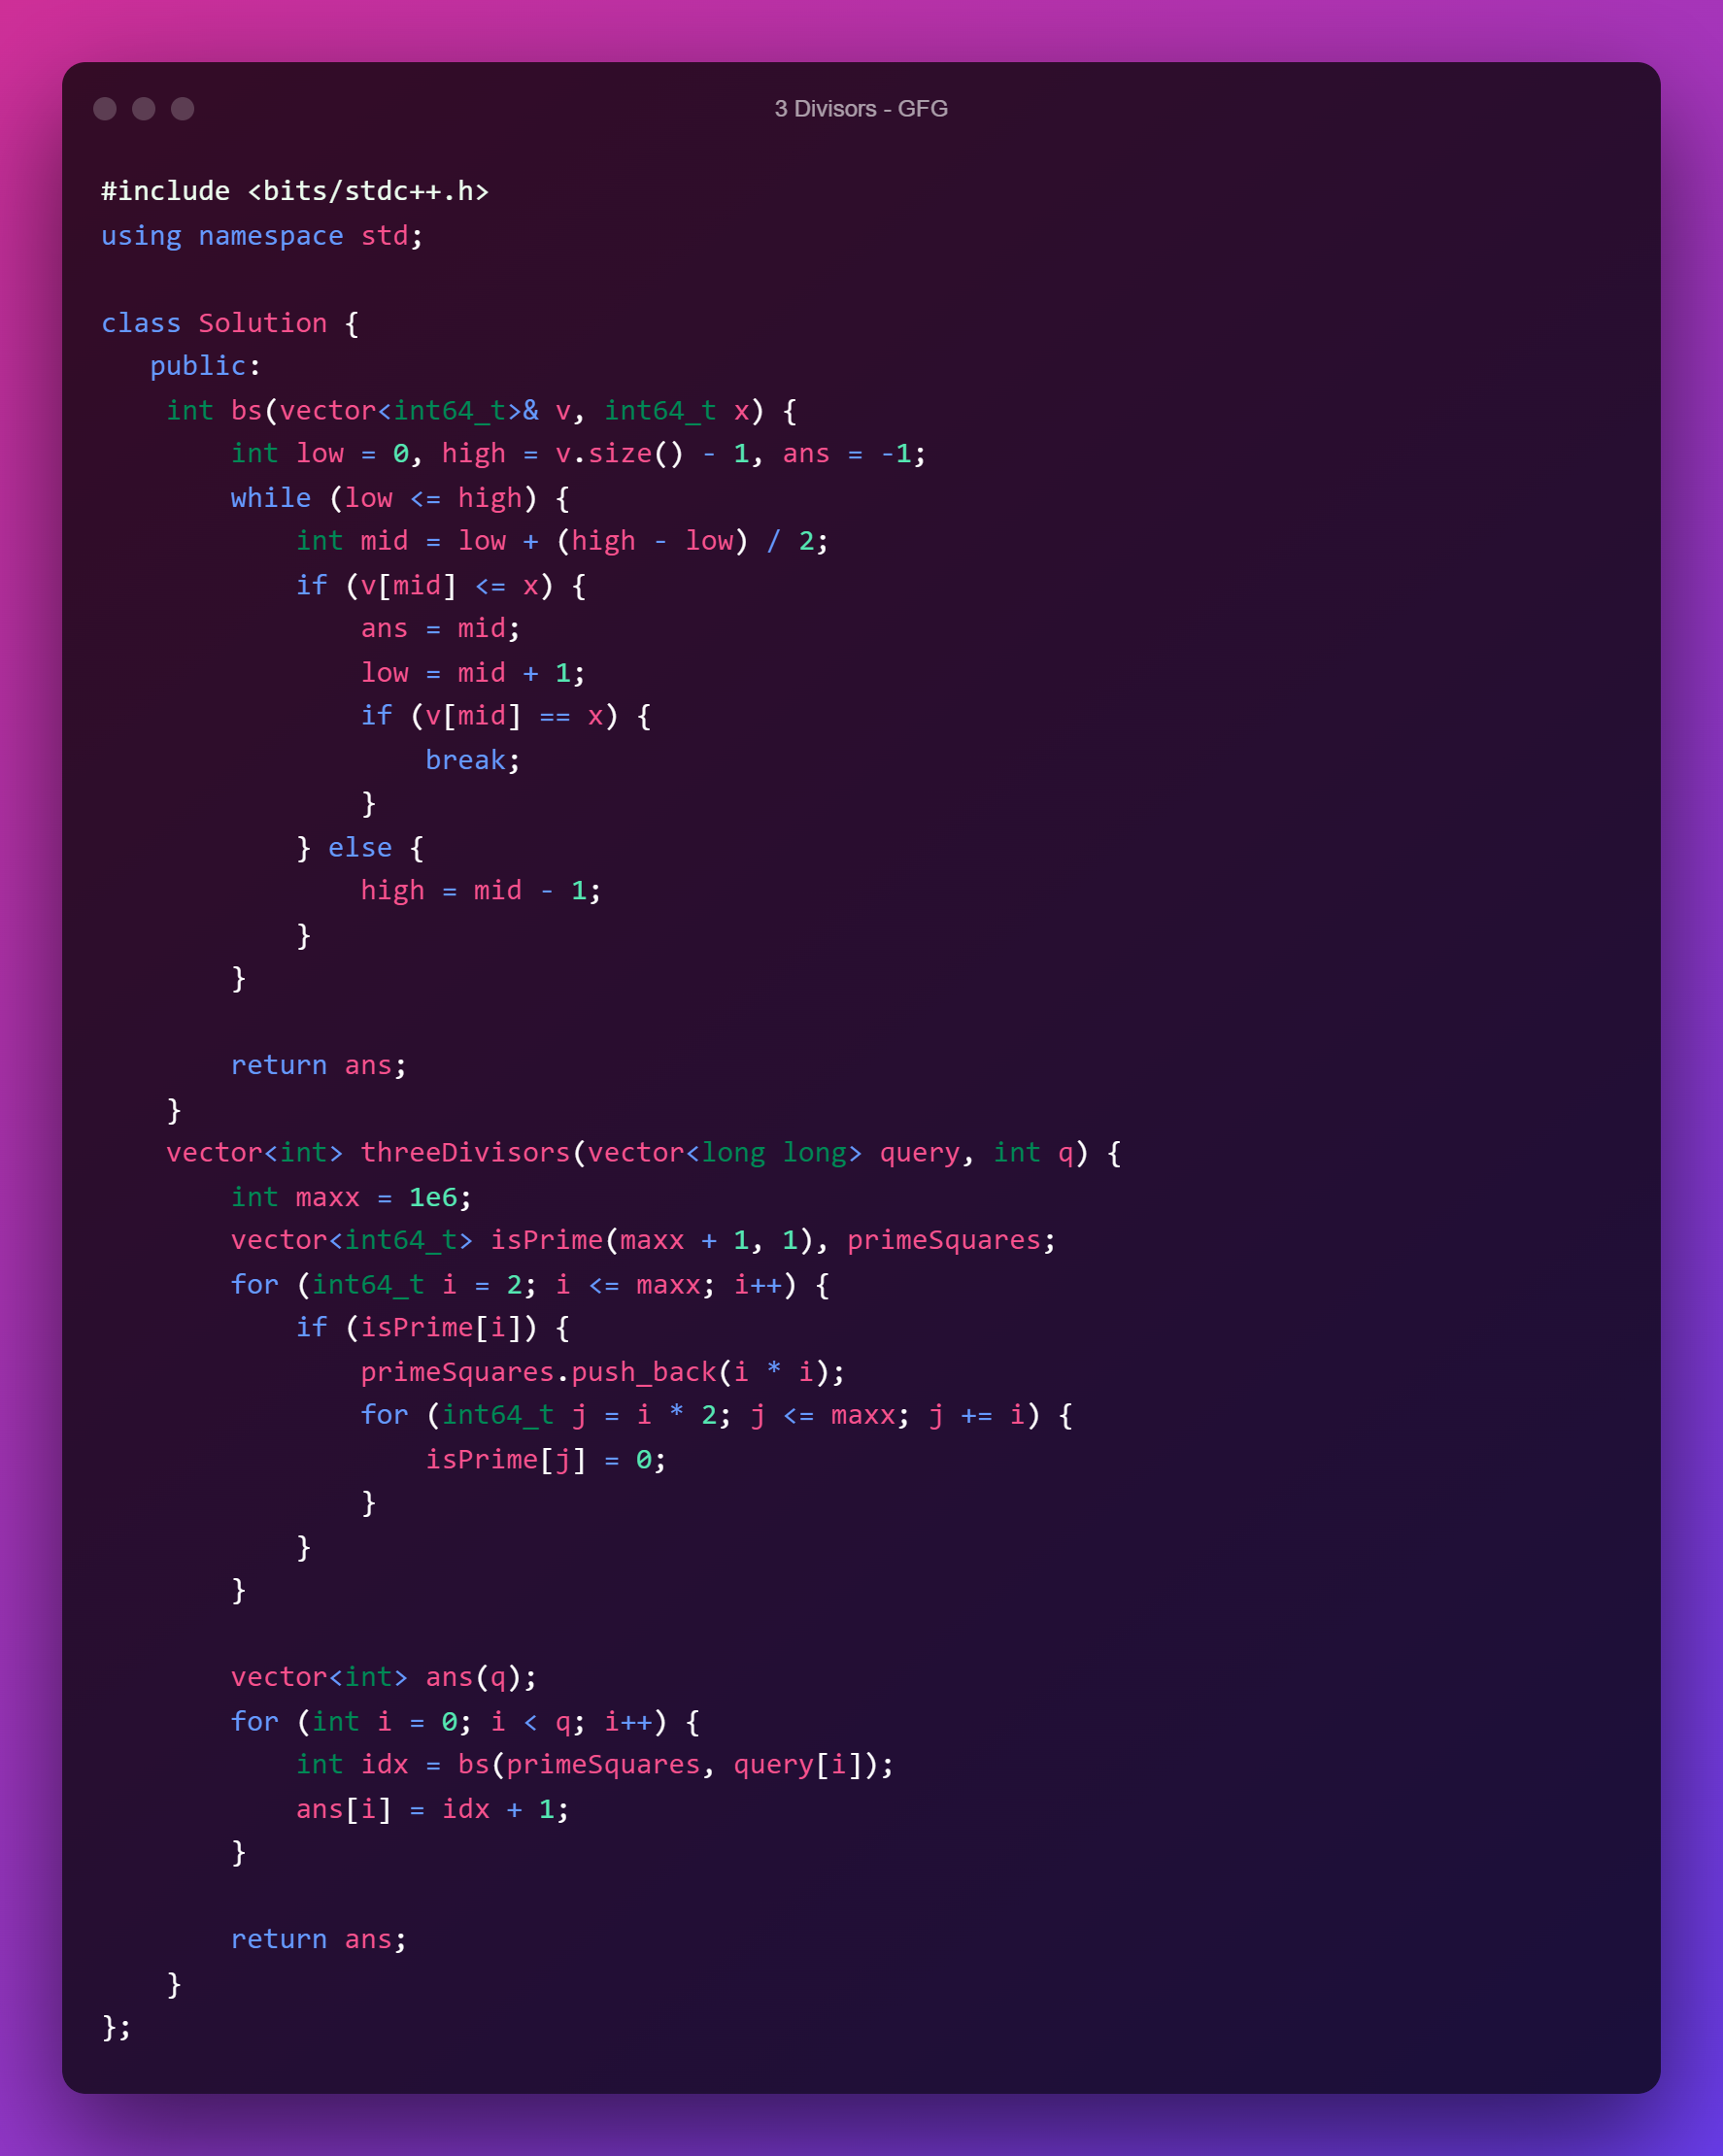 3 Divisors - GFG
#include <bits/stdc++.h>
using namespace std;

class Solution {
   public:
    int bs(vector<int64_t>& v, int64_t x) {
        int low = 0, high = v.size() - 1, ans = -1;
        while (low <= high) {
            int mid = low + (high - low) / 2;
            if (v[mid] <= x) {
                ans = mid;
                low = mid + 1;
                if (v[mid] == x) {
                    break;
                }
            } else {
                high = mid - 1;
            }
        }

        return ans;
    }
    vector<int> threeDivisors(vector<long long> query, int q) {
        int maxx = 1e6;
        vector<int64_t> isPrime(maxx + 1, 1), primeSquares;
        for (int64_t i = 2; i <= maxx; i++) {
            if (isPrime[i]) {
                primeSquares.push_back(i * i);
                for (int64_t j = i * 2; j <= maxx; j += i) {
                    isPrime[j] = 0;
                }
            }
        }

        vector<int> ans(q);
        for (int i = 0; i < q; i++) {
            int idx = bs(primeSquares, query[i]);
            ans[i] = idx + 1;
        }

        return ans;
    }
};